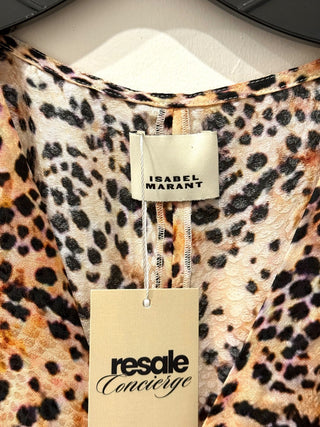 ISABEL
MARANT
resale
Concierge